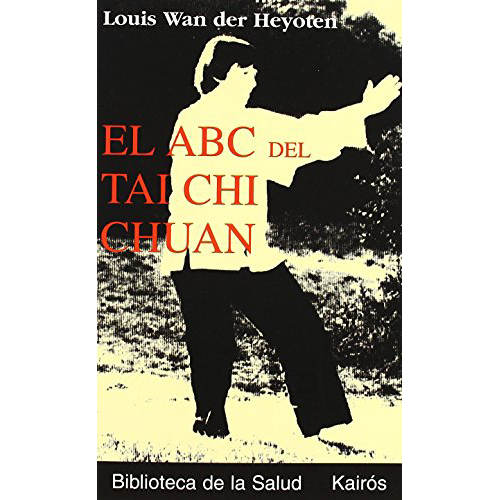 Louis Wan der Heyoten
EL ABC DEL
TAI CHI
CHUAN
Biblioteca de la Salud Kairós